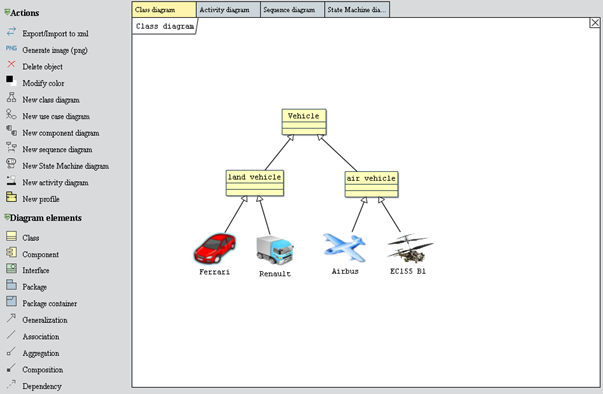 Actions
Export/Import to xml
PNG Generate image (png)
Delete object
Modify color
New class diagram
New use case diagram
New component diagram
New sequence diagram
New State Machine diagram
New activity diagram
New profile
Diagram elements
Class
Component
Interface
Package
Package container
Generalization
Association
Aggregation
Composition
Dependency
Class diagram Activity diagram Sequence diagram State Machine dia...
Class diagram
Vehicle
land vehicle air vehicle
Ferrari Renault Airbus EC155 B1